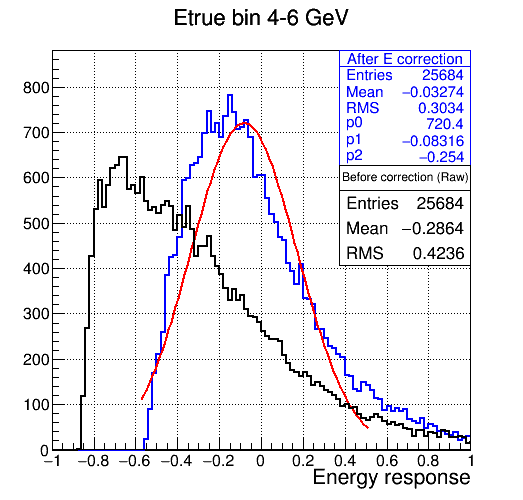 Etrue bin 4-6 GeV
After E correction
Entries 25684
Mean −0.03274
RMS 0.3034
p0 720.4
p1 −0.08316
p2 −0.254
Before correction (Raw)
Entries 25684
Mean −0.2864
RMS 0.4236
800
700
600
500
400
300
200
100
0
−1 −0.8 −0.6 −0.4 −0.2 0 0.2 0.4 0.6 0.8 1
Energy response